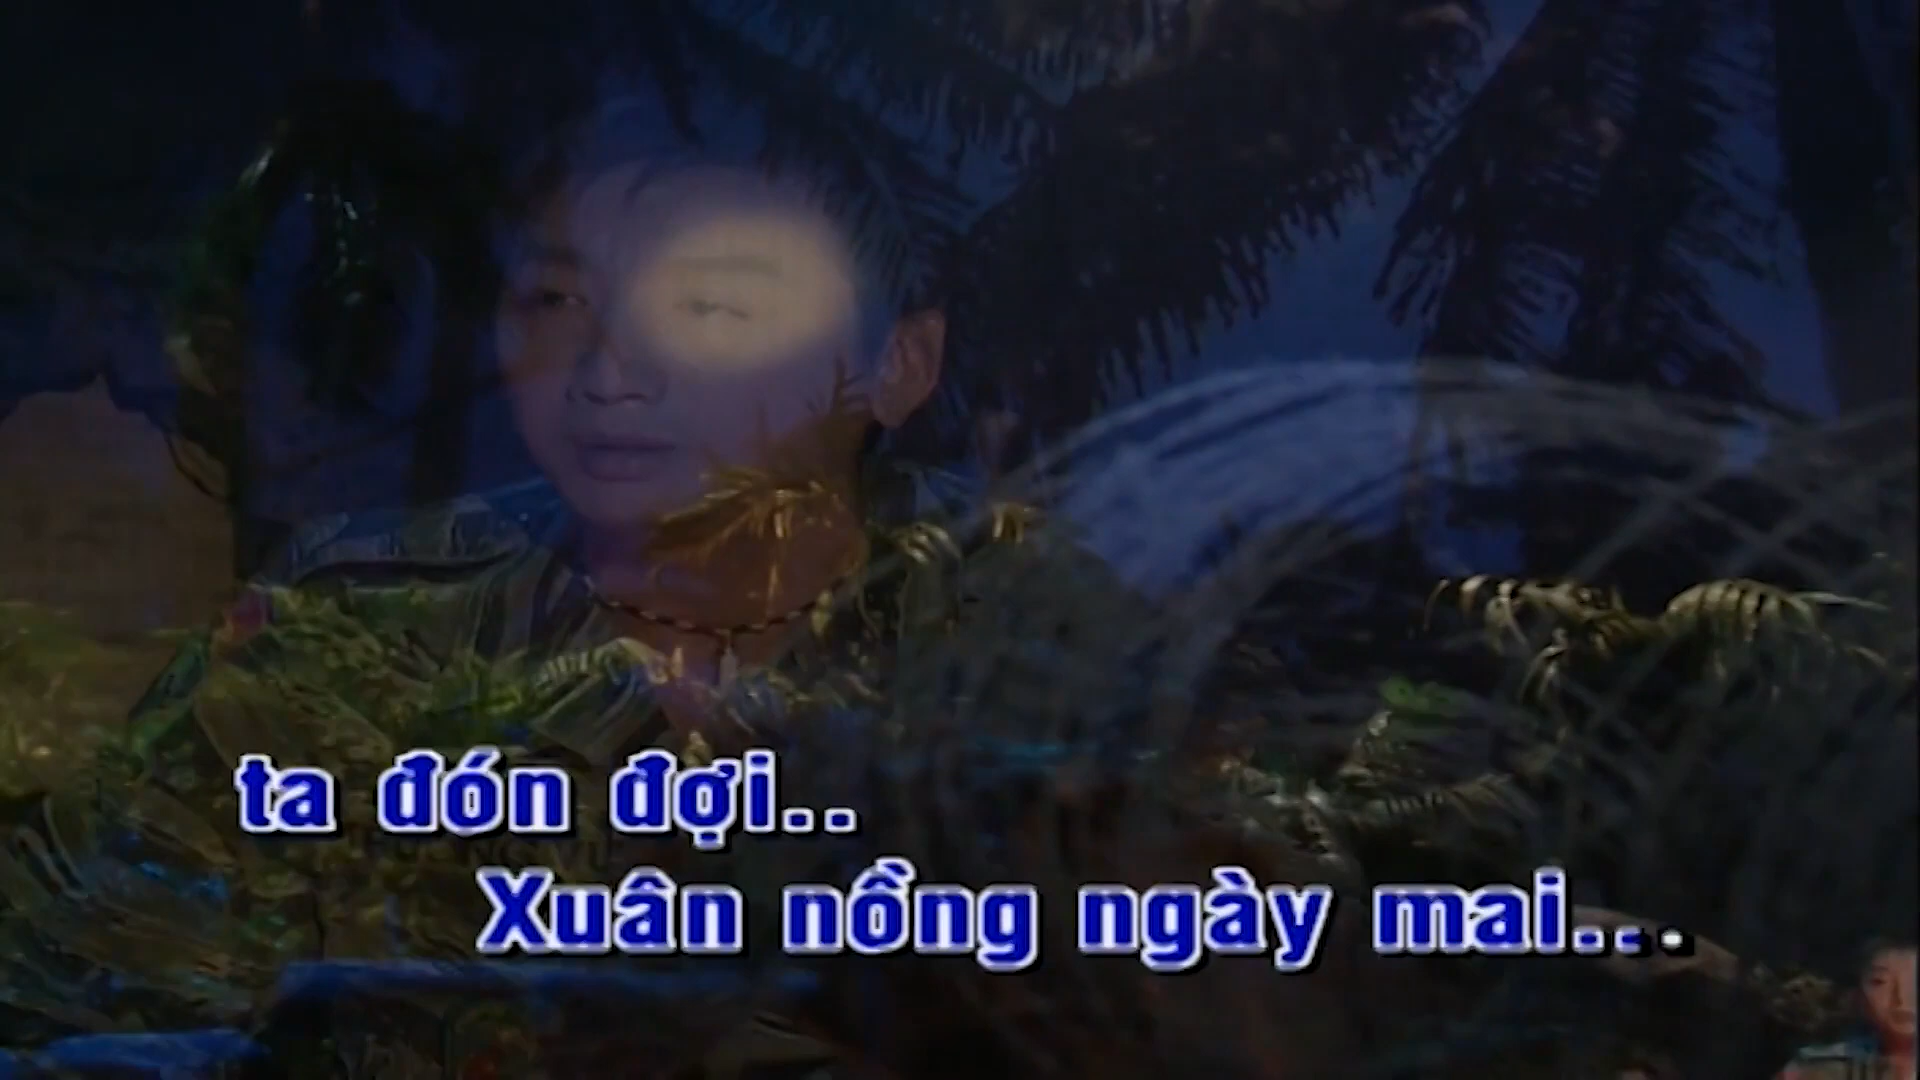 ta đón đợi..
Xuân nồng ngày mai...